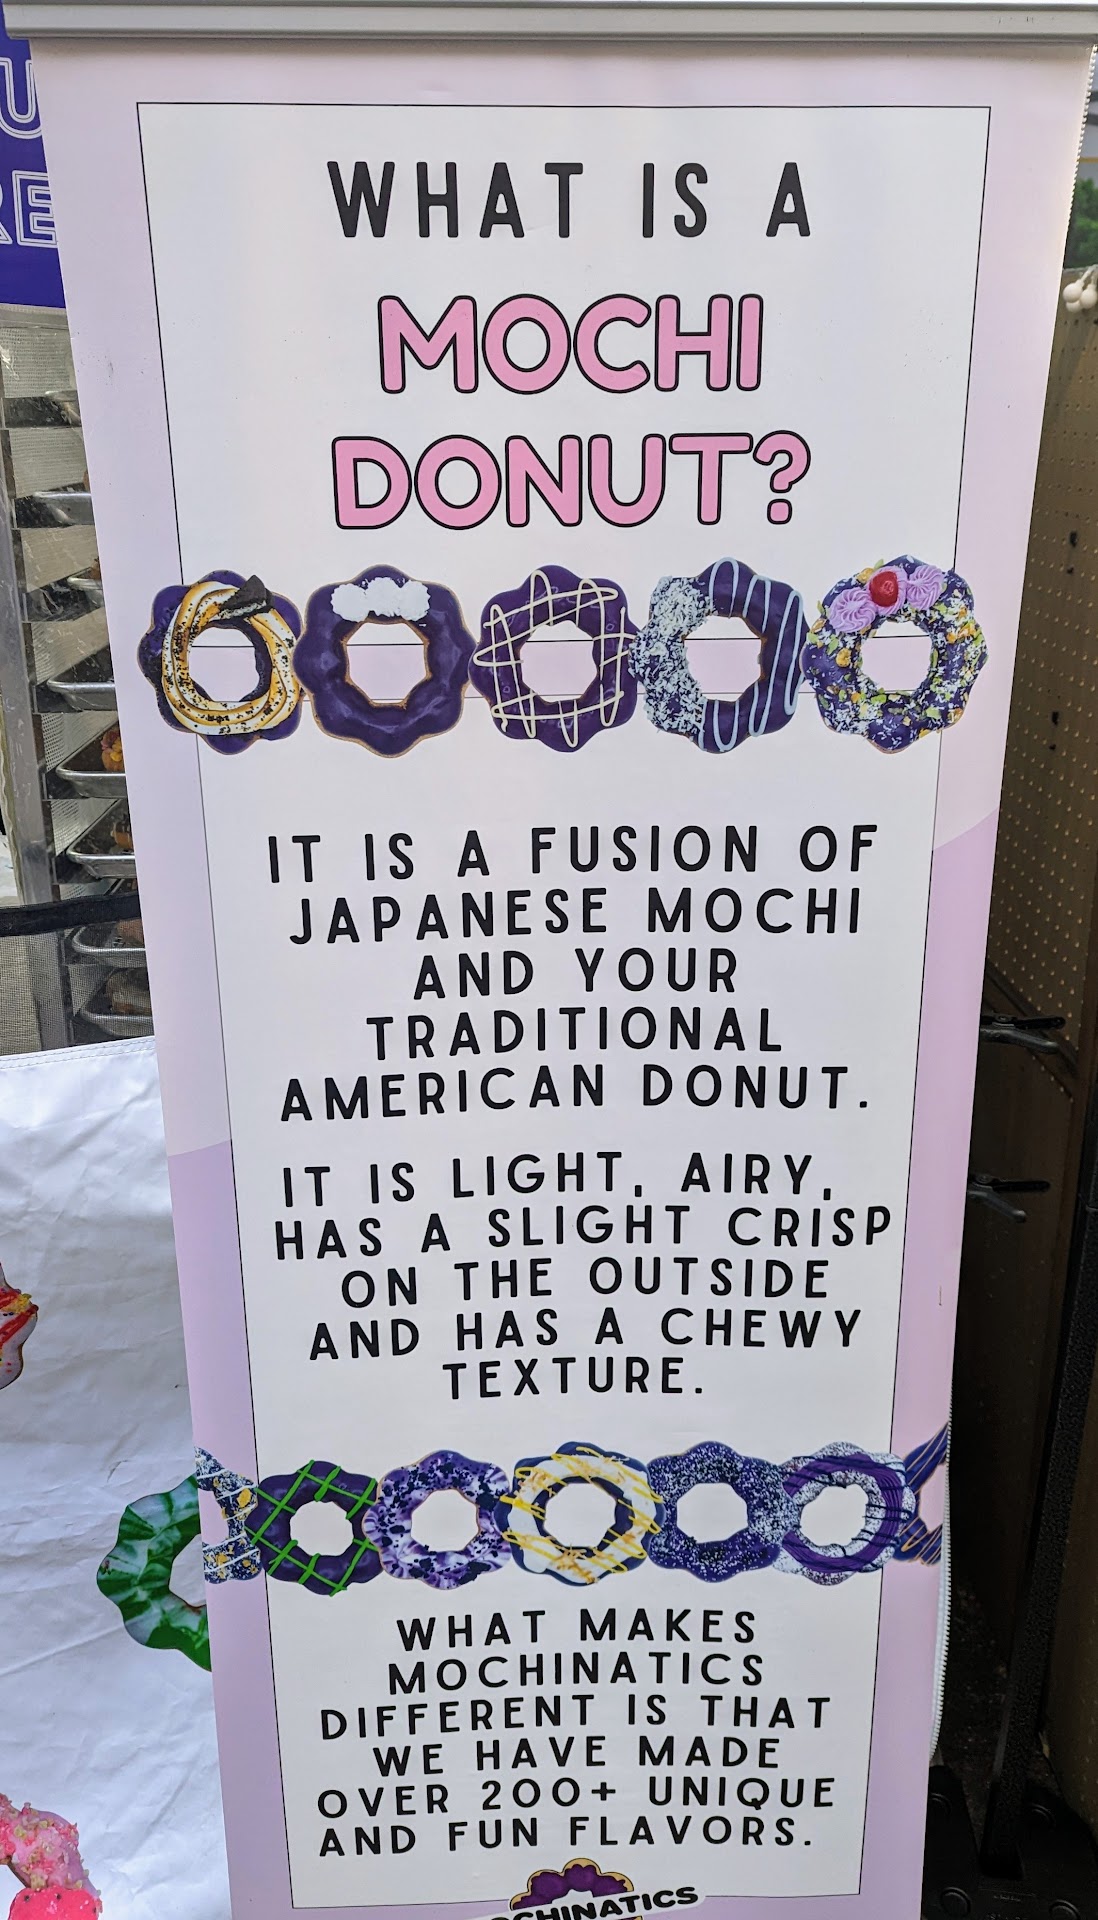 WHAT IS A
MOCHI
DONUT?
IT IS A FUSION OF
JAPANESE MOCHI
AND YOUR
TRADITIONAL
AMERICAN DONUT.
IT IS LIGHT, AIRY,
HAS A SLIGHT CRISP
ON THE OUTSIDE
AND HAS A CHEWY
TEXTURE.
WHAT MAKES
MOCHINATICS
DIFFERENT IS THAT
WE HAVE MADE
OVER 200+ UNIQUE
AND FUN FLAVORS.